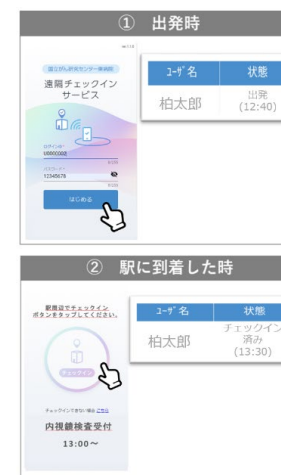 ① 出発時
国立がん研究センター東病院
遠隔チェックイン
サービス
ログインID
U0000002
パスワード
12345678
はじめる
ユーザ名 状態
柏太郎 出発
(12:40)
② 駅に到着した時
駅周辺でチェックイン
ボタンをタップしてください。
チェックイン
チェックインできない場合 こちら
内視鏡検査受付
13:00～
ユーザ名 状態
柏太郎 チェックイン
済み
(13:30)